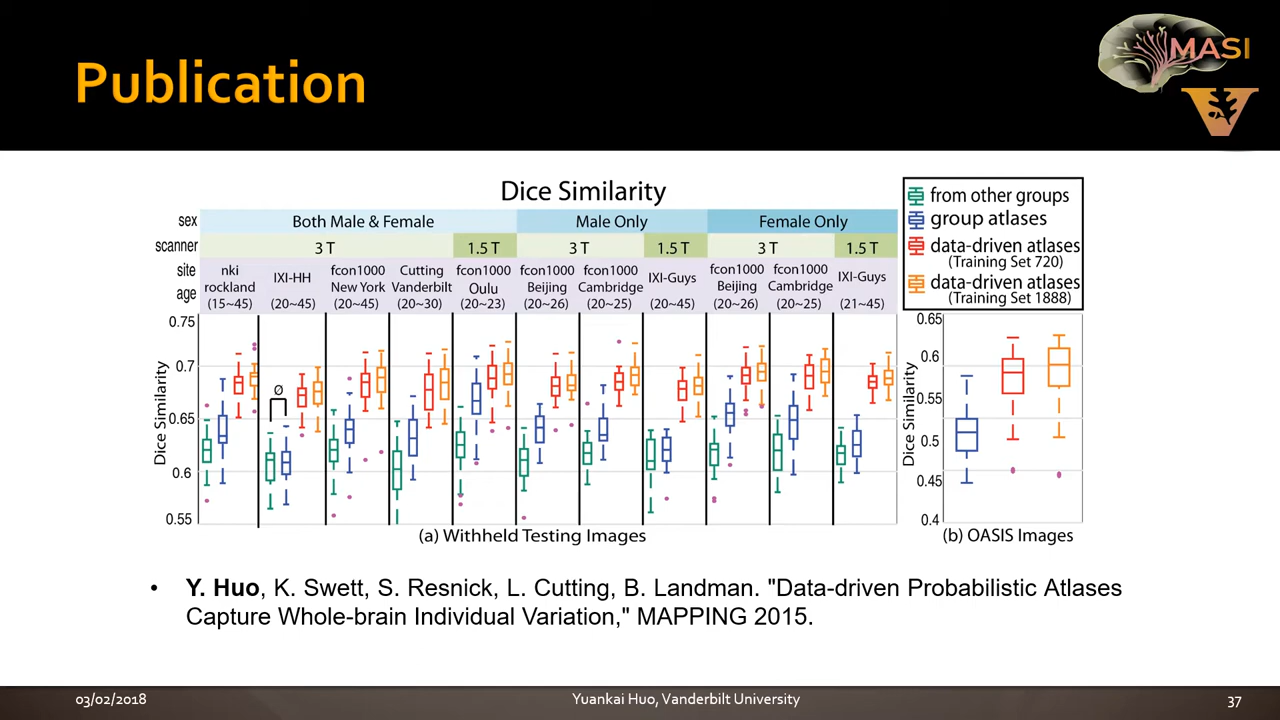 Publication
MASI
V
Dice Similarity
sex
Both Male & Female
Male Only
Female Only
scanner
3 T
1.5 T
3 T
1.5 T
3 T
1.5 T
site
age
nki
rockland
(15~45)
IXI-HH
(20~45)
fcon1000
New York
(20~45)
Cutting
Vanderbilt
(20~30)
fcon1000
Oulu
(20~23)
fcon1000
Beijing
(20~26)
fcon1000
Cambridge
(20~25)
IXI-Guys
(20~45)
fcon1000
Beijing
(20~26)
fcon1000
Cambridge
(20~25)
IXI-Guys
(21~45)
from other groups
group atlases
data-driven atlases
(Training Set 720)
data-driven atlases
(Training Set 1888)
Dice Similarity
0.75
0.7
0.65
0.6
0.55
Ø
(a) Withheld Testing Images
Dice Similarity
0.65
0.6
0.55
0.5
0.45
0.4
(b) OASIS Images
• Y. Huo, K. Swett, S. Resnick, L. Cutting, B. Landman. "Data-driven Probabilistic Atlases
Capture Whole-brain Individual Variation," MAPPING 2015.
03/02/2018
Yuankai Huo, Vanderbilt University
37